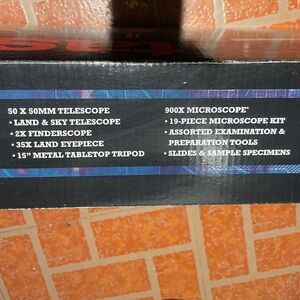 50 X 50MM TELESCOPE
• LAND & SKY TELESCOPE
• 2X FINDERSCOPE
• 35X LAND EYEPIECE
• 15" METAL TABLETOP TRIPOD
900X MICROSCOPE*
• 19-PIECE MICROSCOPE KIT
• ASSORTED EXAMINATION &
PREPARATION TOOLS
• SLIDES & SAMPLE SPECIMENS